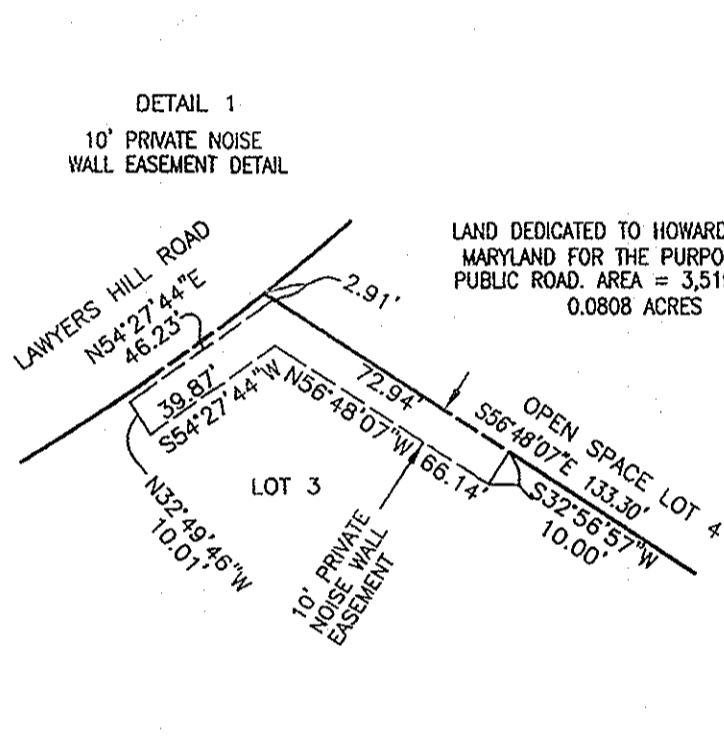 DETAIL 1
10' PRIVATE NOISE
WALL EASEMENT DETAIL
LAWYERS HILL ROAD
N54°27'44"E
46.23'
2.91'
LAND DEDICATED TO HOWARD
MARYLAND FOR THE
PUBLIC ROAD. AREA = 3,51
0.0808 ACRES
39.87'
S54°27'44"W
72.94'
N56°48'07"W 66.14'
OPEN SPACE LOT 4
S56°48'07"E 133.30'
S32°56'57"W
10.00'
LOT 3
N32°49'46"W
10.01'
10' PRIVATE
NOISE WALL
EASEMENT